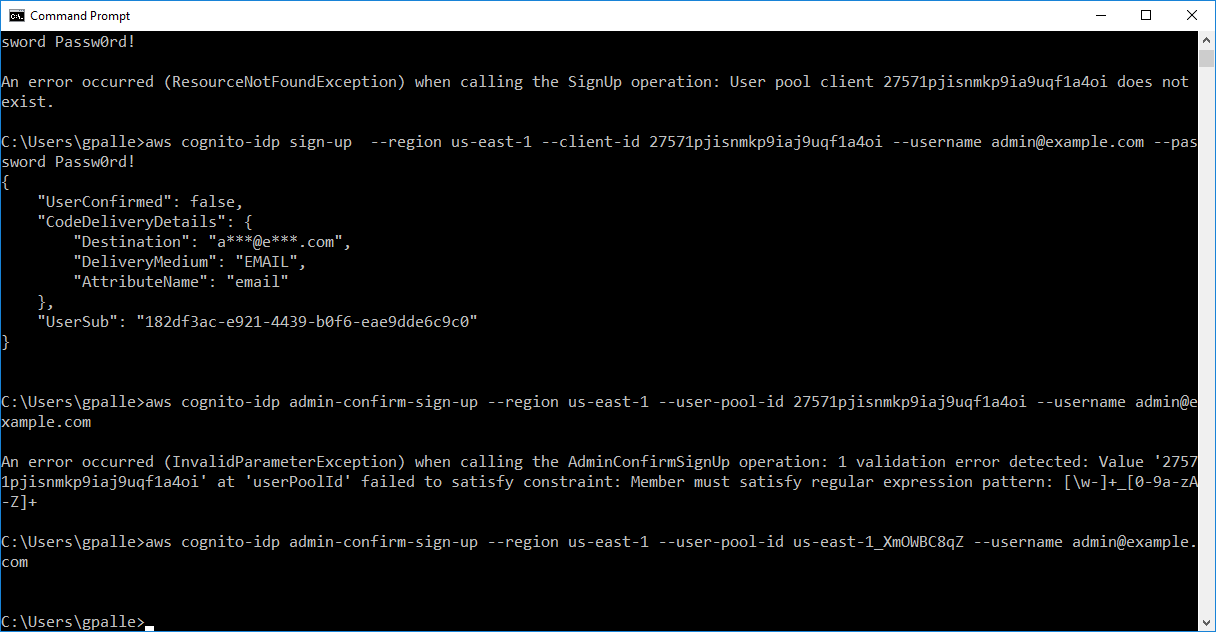 Command Prompt
sword Passw0rd!
An error occurred (ResourceNotFoundException) when calling the SignUp operation: User pool client 27571pjisnmkp9ia9uqf1a4oi does not
exist.
C:\Users\gpalle>aws cognito-idp sign-up  --region us-east-1 --client-id 27571pjisnmkp9iaj9uqf1a4oi --username admin@example.com --pas
sword Passw0rd!
{
    "UserConfirmed": false,
    "CodeDeliveryDetails": {
        "Destination": "a***@e***.com",
        "DeliveryMedium": "EMAIL",
        "AttributeName": "email"
    },
    "UserSub": "182df3ac-e921-4439-b0f6-eae9dde6c9c0"
}
C:\Users\gpalle>aws cognito-idp admin-confirm-sign-up --region us-east-1 --user-pool-id 27571pjisnmkp9iaj9uqf1a4oi --username admin@e
xample.com
An error occurred (InvalidParameterException) when calling the AdminConfirmSignUp operation: 1 validation error detected: Value '2757
1pjisnmkp9iaj9uqf1a4oi' at 'userPoolId' failed to satisfy constraint: Member must satisfy regular expression pattern: [\w-]+_[0-9a-zA
-Z]+
C:\Users\gpalle>aws cognito-idp admin-confirm-sign-up --region us-east-1 --user-pool-id us-east-1_XmOWBC8qZ --username admin@example.
com
C:\Users\gpalle>